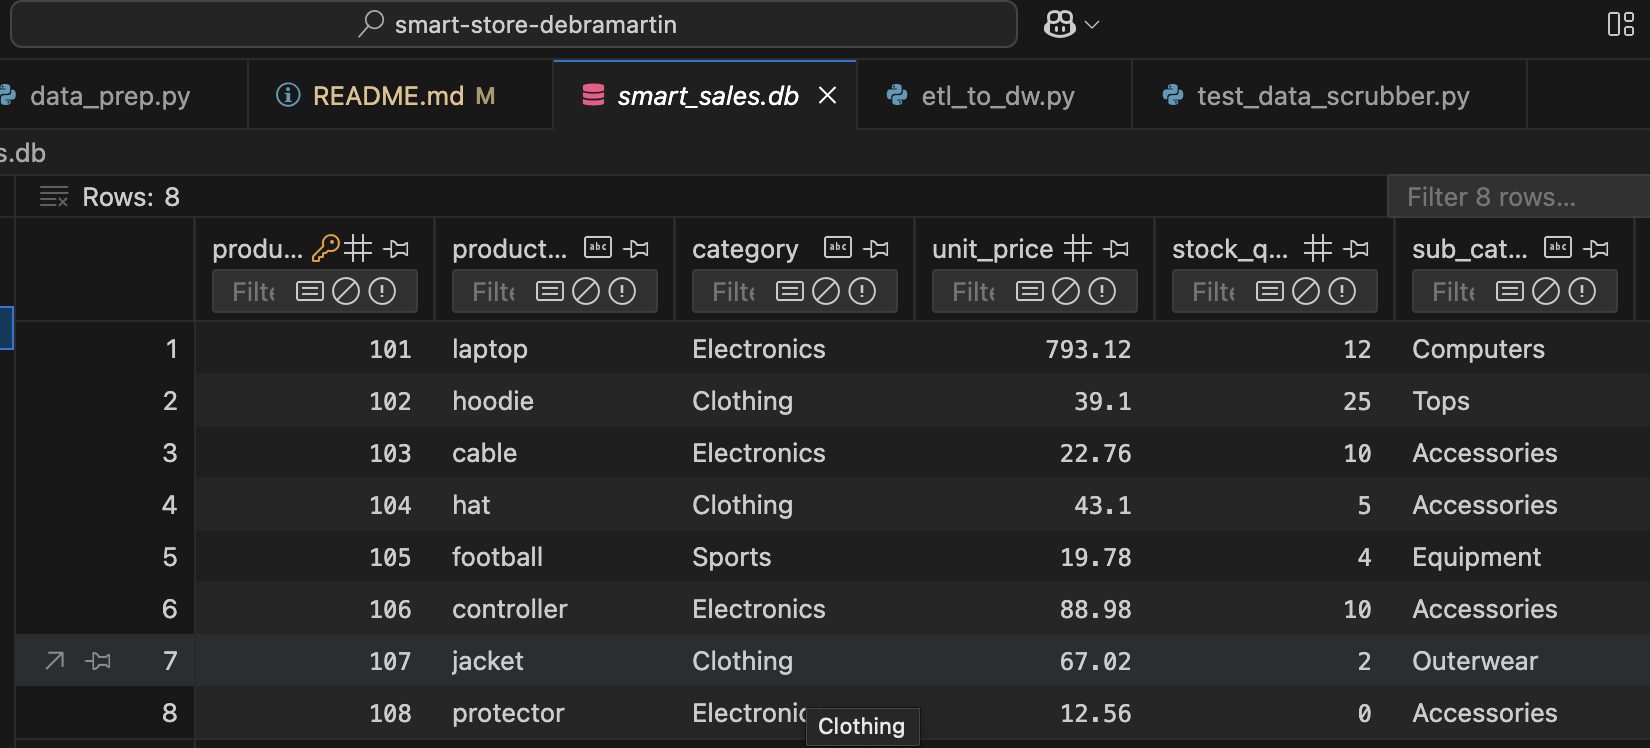 smart-store-debramartin
data_prep.py README.md M smart_sales.db etl_to_dw.py test_data_scrubber.py
s.db
Rows: 8 Filter 8 rows...
produ... product... category unit_price stock_q... sub_cat...
Filte Filte Filte Filte Filte Filte
1 101 laptop Electronics 793.12 12 Computers
2 102 hoodie Clothing 39.1 25 Tops
3 103 cable Electronics 22.76 10 Accessories
4 104 hat Clothing 43.1 5 Accessories
5 105 football Sports 19.78 4 Equipment
6 106 controller Electronics 88.98 10 Accessories
7 107 jacket Clothing 67.02 2 Outerwear
8 108 protector Electronic 12.56 0 Accessories
Clothing